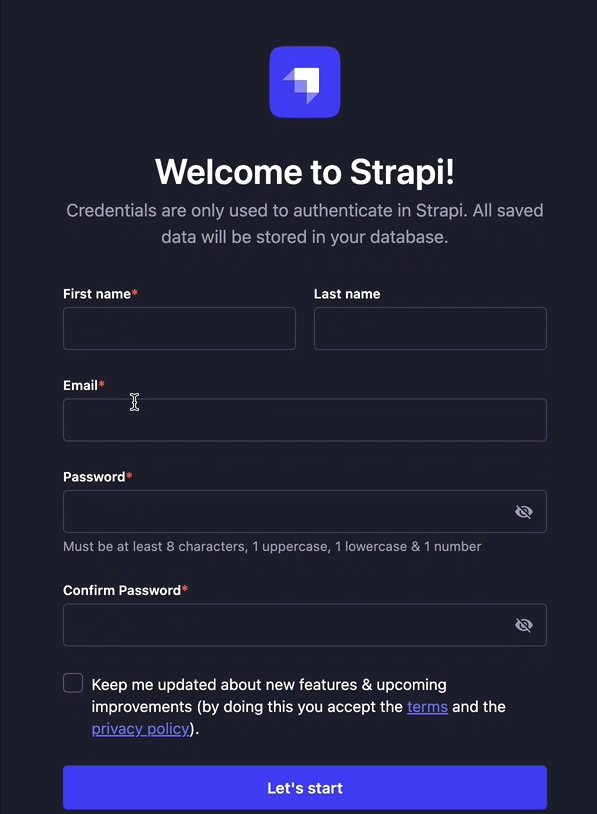 Welcome to Strapi!
Credentials are only used to authenticate in Strapi. All saved
data will be stored in your database.
First name*
Last name
Email*
Password*
Must be at least 8 characters, 1 uppercase, 1 lowercase & 1 number
Confirm Password*
Keep me updated about new features & upcoming
improvements (by doing this you accept the terms and the
privacy policy).
Let's start